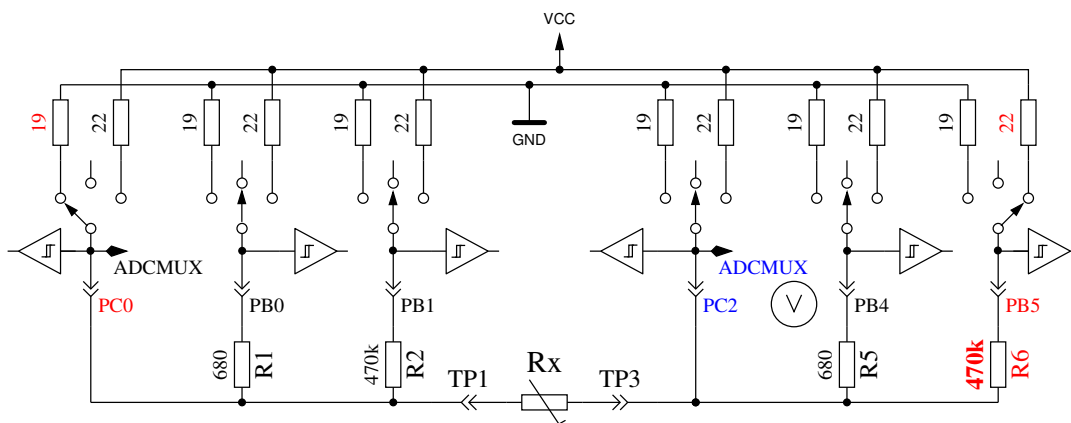 VCC
19 22 19 22 19 22 19 22 19 22 19 22
GND
ADCMUX ADCMUX
PC0 PB0 PB1 PC2 V PB4 PB5
680 R1 470k R2 680 R5 470k R6
TP1 Rx TP3